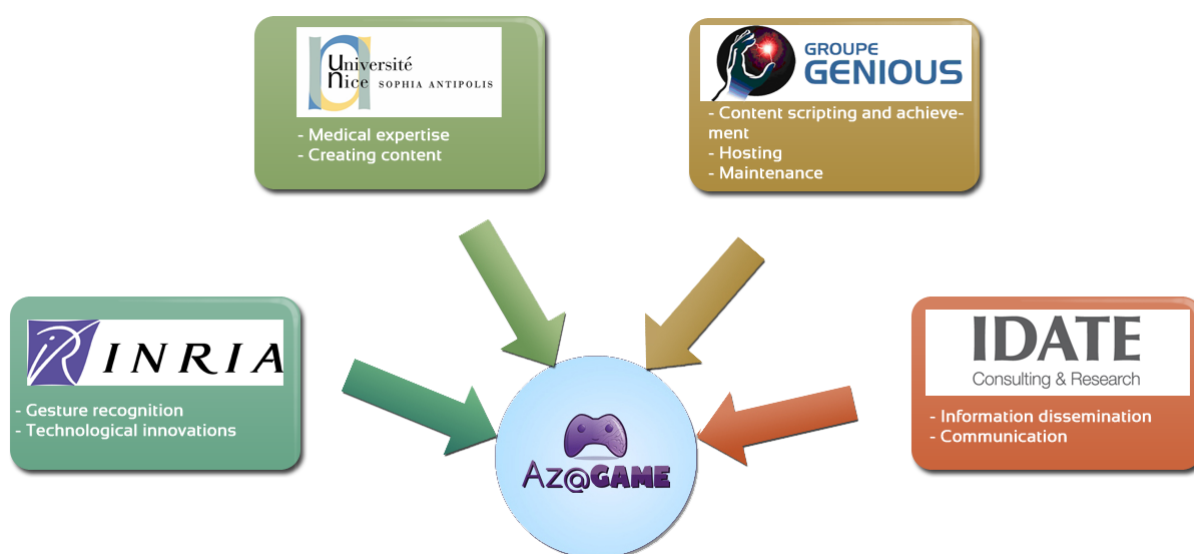 Université
Nice SOPHIA ANTIPOLIS
- Medical expertise
- Creating content
GROUPE
GENIOUS
- Content scripting and achieve-
ment
- Hosting
- Maintenance
INRIA
- Gesture recognition
- Technological innovations
IDATE
Consulting & Research
- Information dissemination
- Communication
Az@GAME